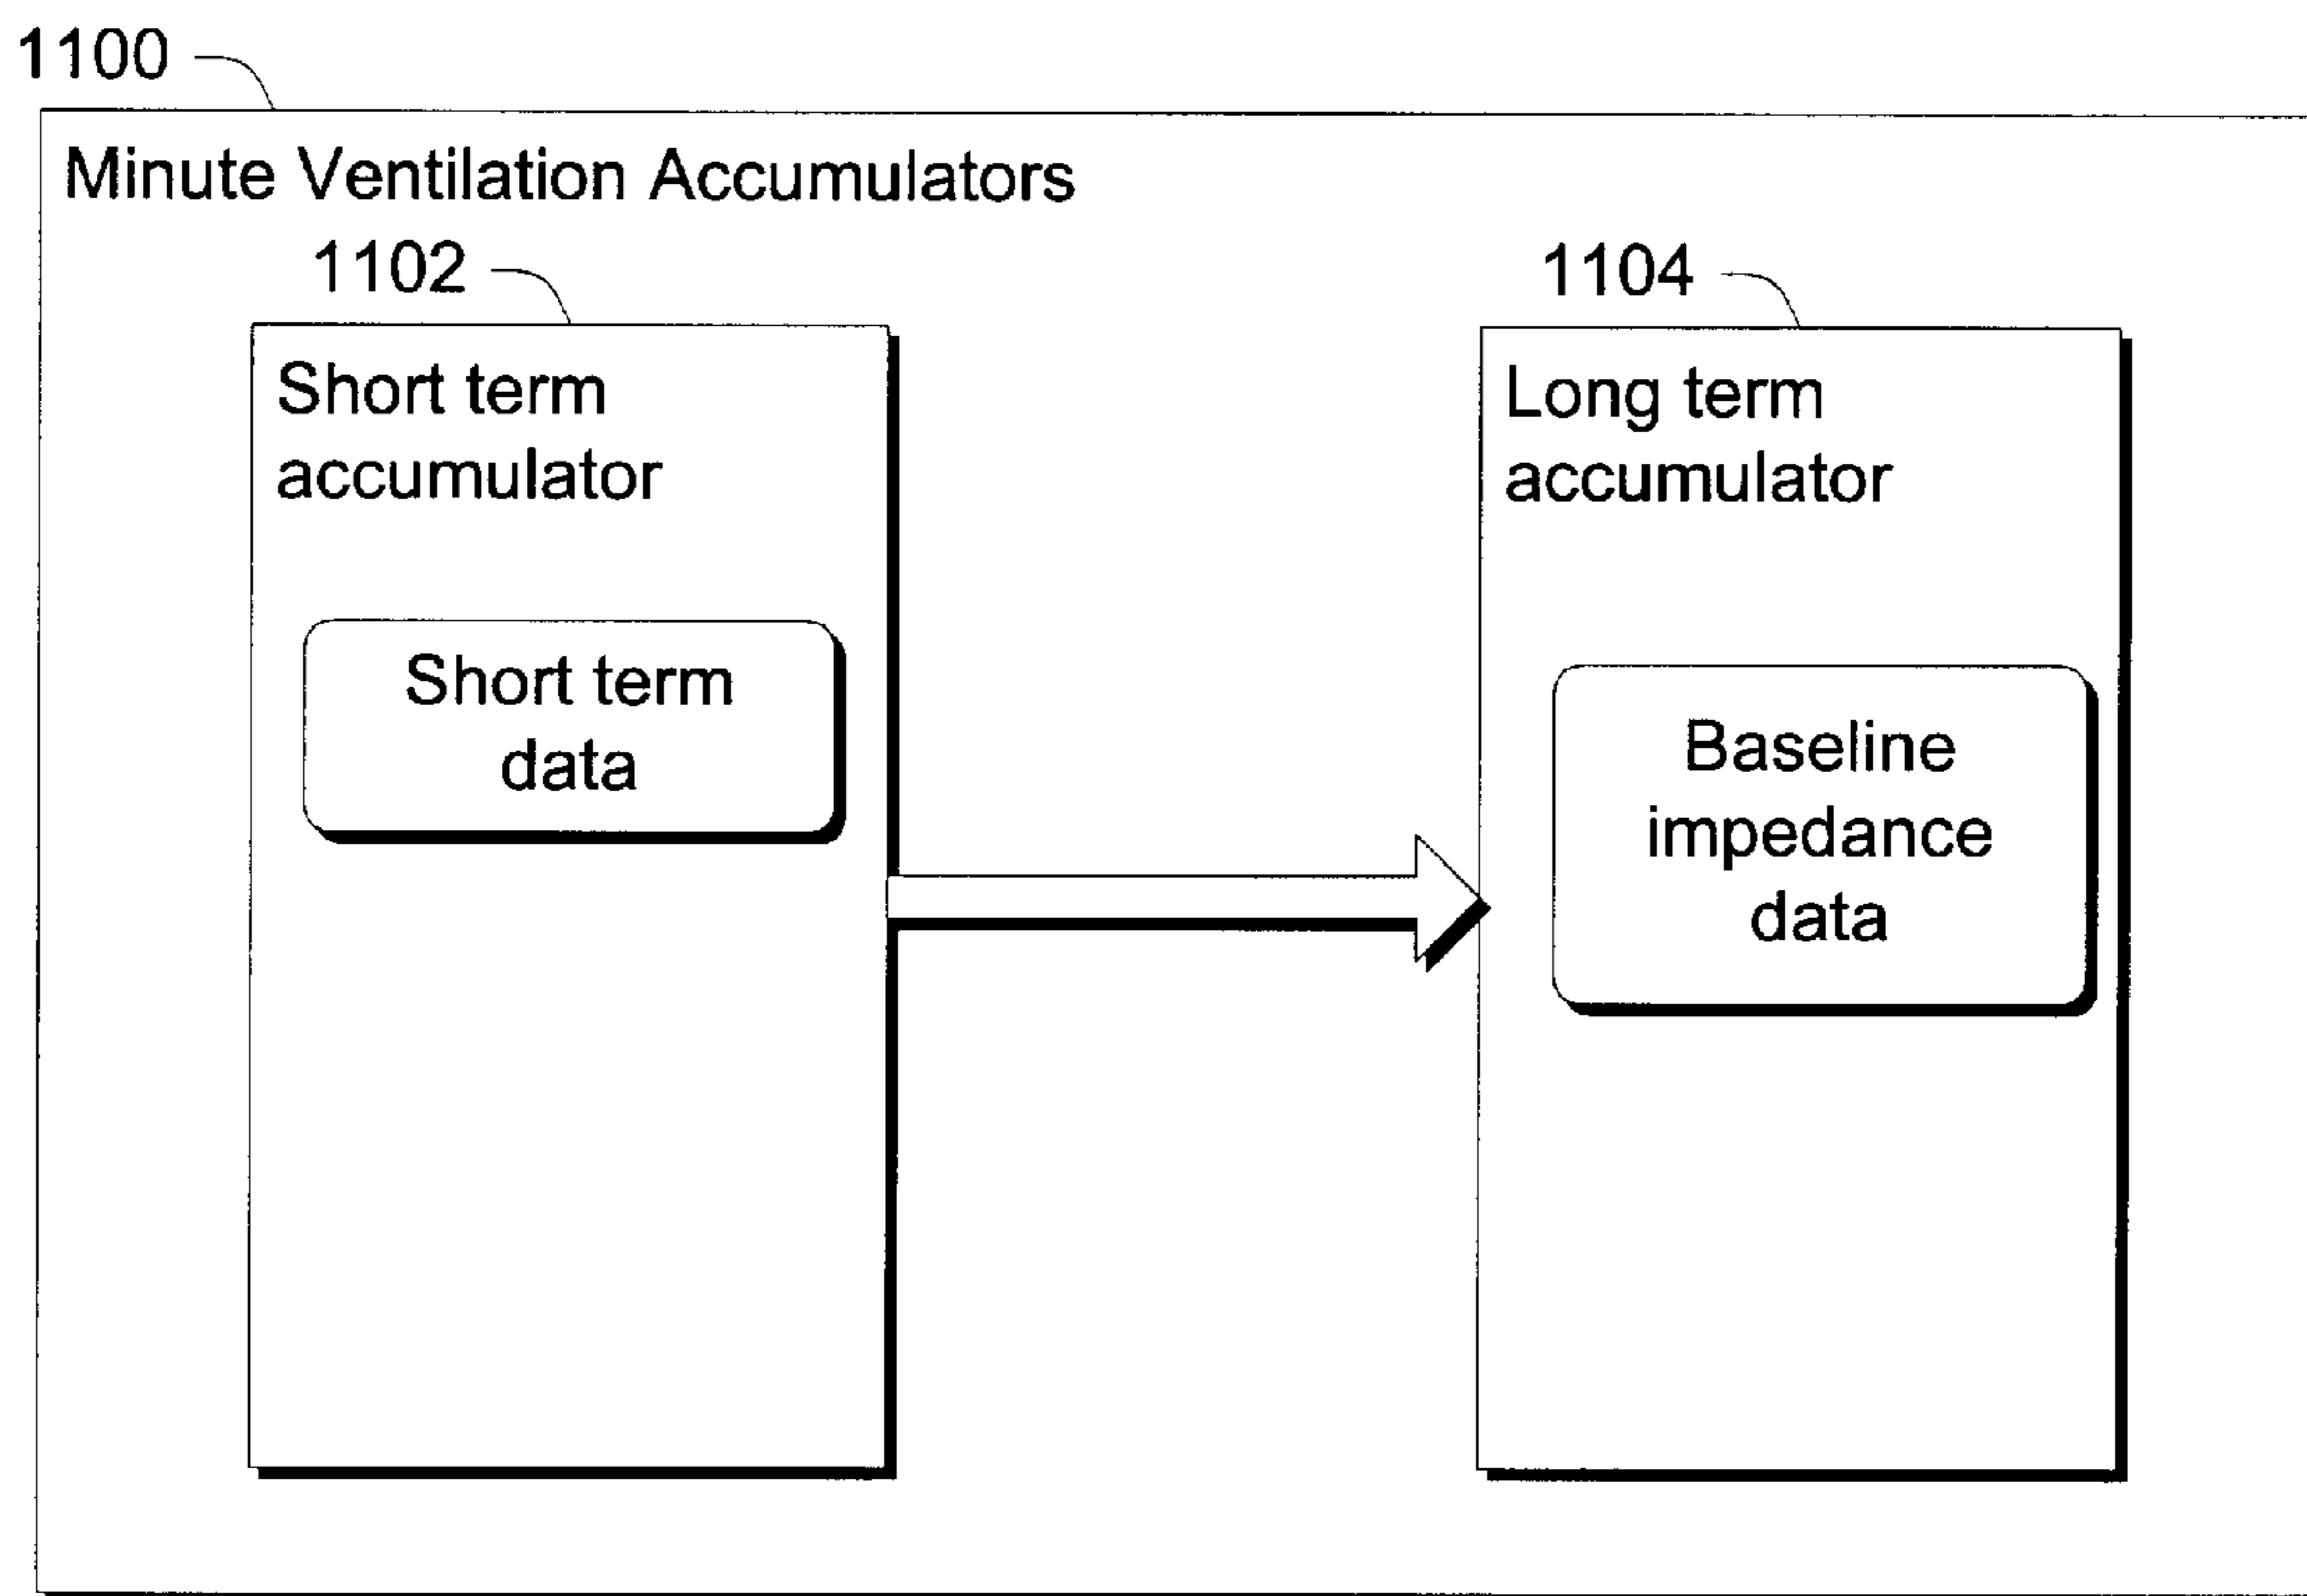 1100
Minute Ventilation Accumulators
1102
1104
Short term
accumulator
Long term
accumulator
Short term
data
Baseline
impedance
data